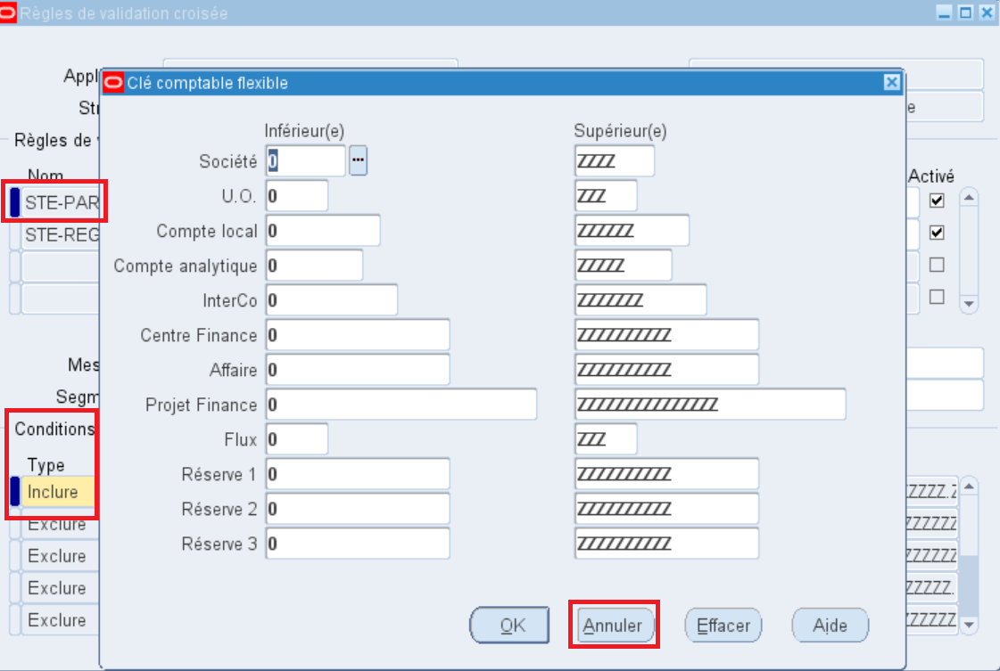 Règles de validation croisée
Appl
Clé comptable flexible
Str
e
Inférieur(e) Supérieur(e)
Règles de v
Société 0 ... ZZZZ
Nom Activé
U.O. 0 ZZZ
STE-PAR
Compte local 0 ZZZZZZ
STE-REG
Compte analytique 0 ZZZZZ
InterCo 0 ZZZZZZZ
Centre Finance 0 ZZZZZZZZZZ
Mes
Affaire 0 ZZZZZZZZZZ
Segm
Projet Finance 0 ZZZZZZZZZZZZZZZ
Conditions
Flux 0 ZZZ
Type
Réserve 1 0 ZZZZZZZZZZ
Inclure ZZZZ.Z
Réserve 2 0 ZZZZZZZZZZ
Exclure ZZZZZZ
Réserve 3 0 ZZZZZZZZZZ
Exclure ZZZZZZ
Exclure ZZZZZ.
Exclure ZZZZZZ
OK Annuler Effacer Aide